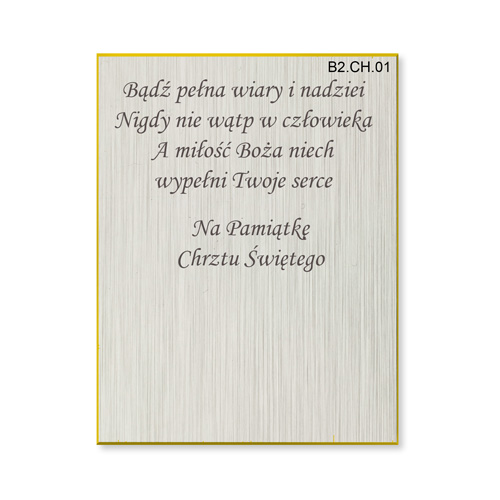 B2.CH.01
Bądź pełna wiary i nadziei
Nigdy nie wątp w człowieka
A miłość Boża niech
wypełni Twoje serce
Na Pamiątkę
Chrztu Świętego